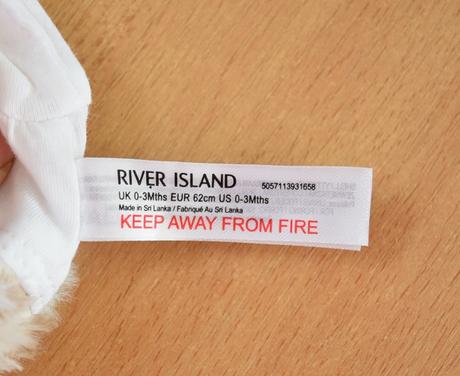 RIVER ISLAND 5057113931658
UK 0-3Mths EUR 62cm US 0-3Mths
Made in Sri Lanka / Fabriqué Au Sri Lanka
KEEP AWAY FROM FIRE